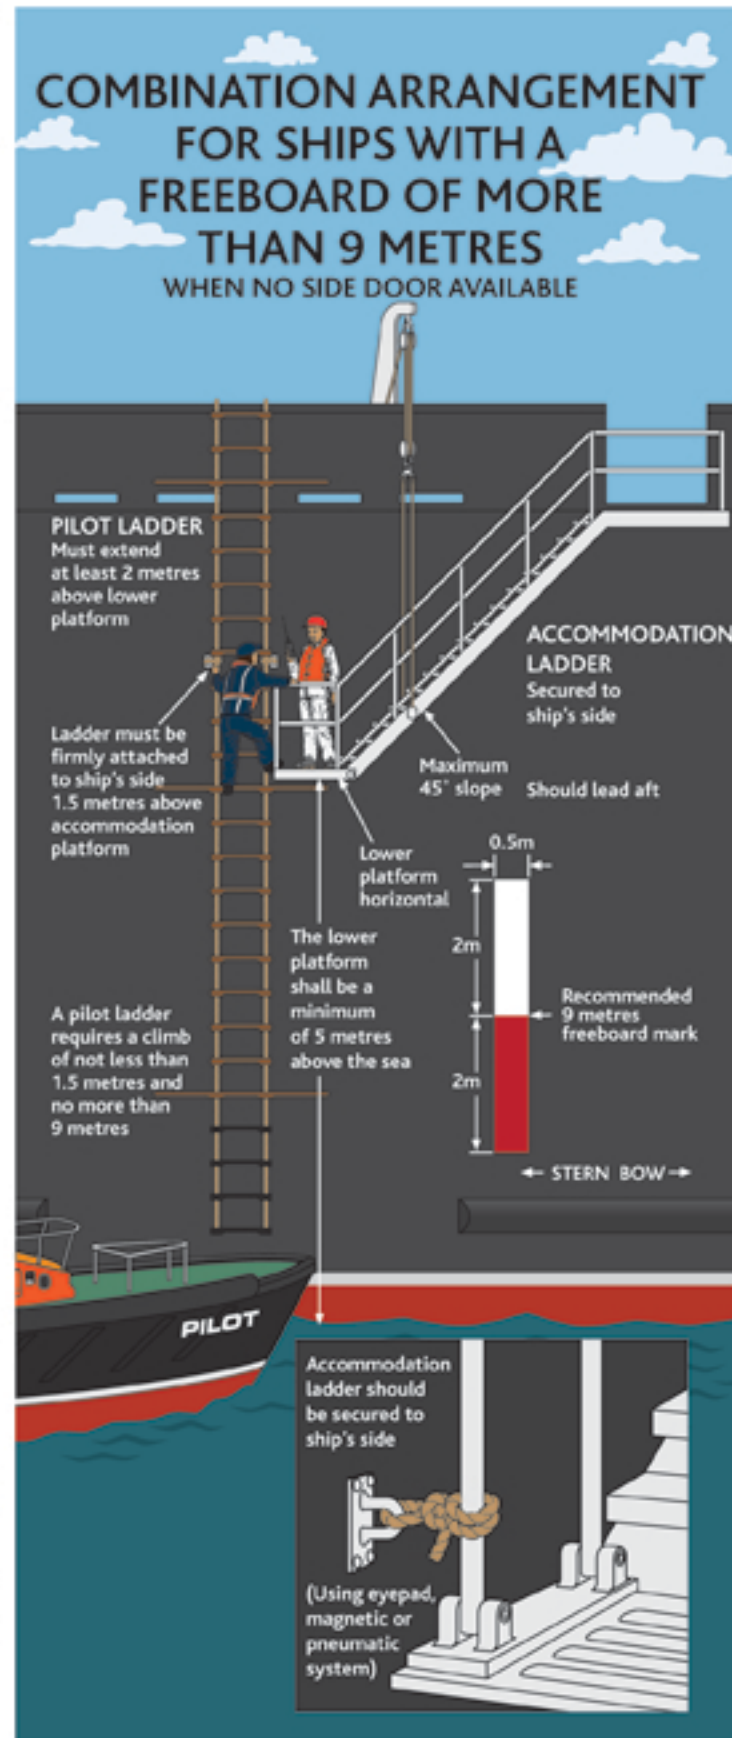 COMBINATION ARRANGEMENT
FOR SHIPS WITH A
FREEBOARD OF MORE
THAN 9 METRES
WHEN NO SIDE DOOR AVAILABLE
PILOT LADDER
Must extend
at least 2 metres
above lower
platform
ACCOMMODATION
LADDER
Secured to
ship's side
Ladder must be
firmly attached
to ship's side
1.5 metres above
accommodation
platform
Maximum
45° slope
Should lead aft
Lower
platform
horizontal
0.5m
2m
The lower
platform
shall be a
minimum
of 5 metres
above the sea
Recommended
9 metres
freeboard mark
A pilot ladder
requires a climb
of not less than
1.5 metres and
no more than
9 metres
2m
STERN BOW
PILOT
Accommodation
ladder should
be secured to
ship's side
(Using eyepad,
magnetic or
pneumatic
system)